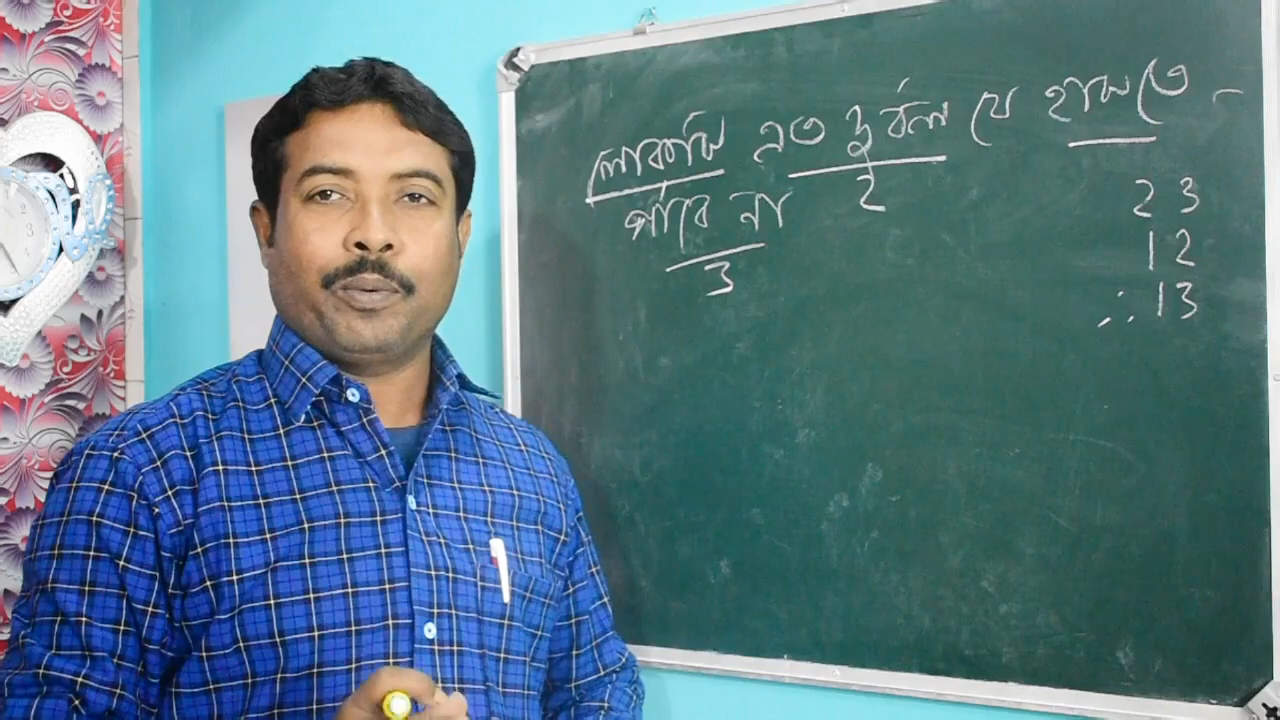 লোকটি এত দুর্বল যে হাঁটতে -
পারে না
2
3
2 3
1 2
∴ 13